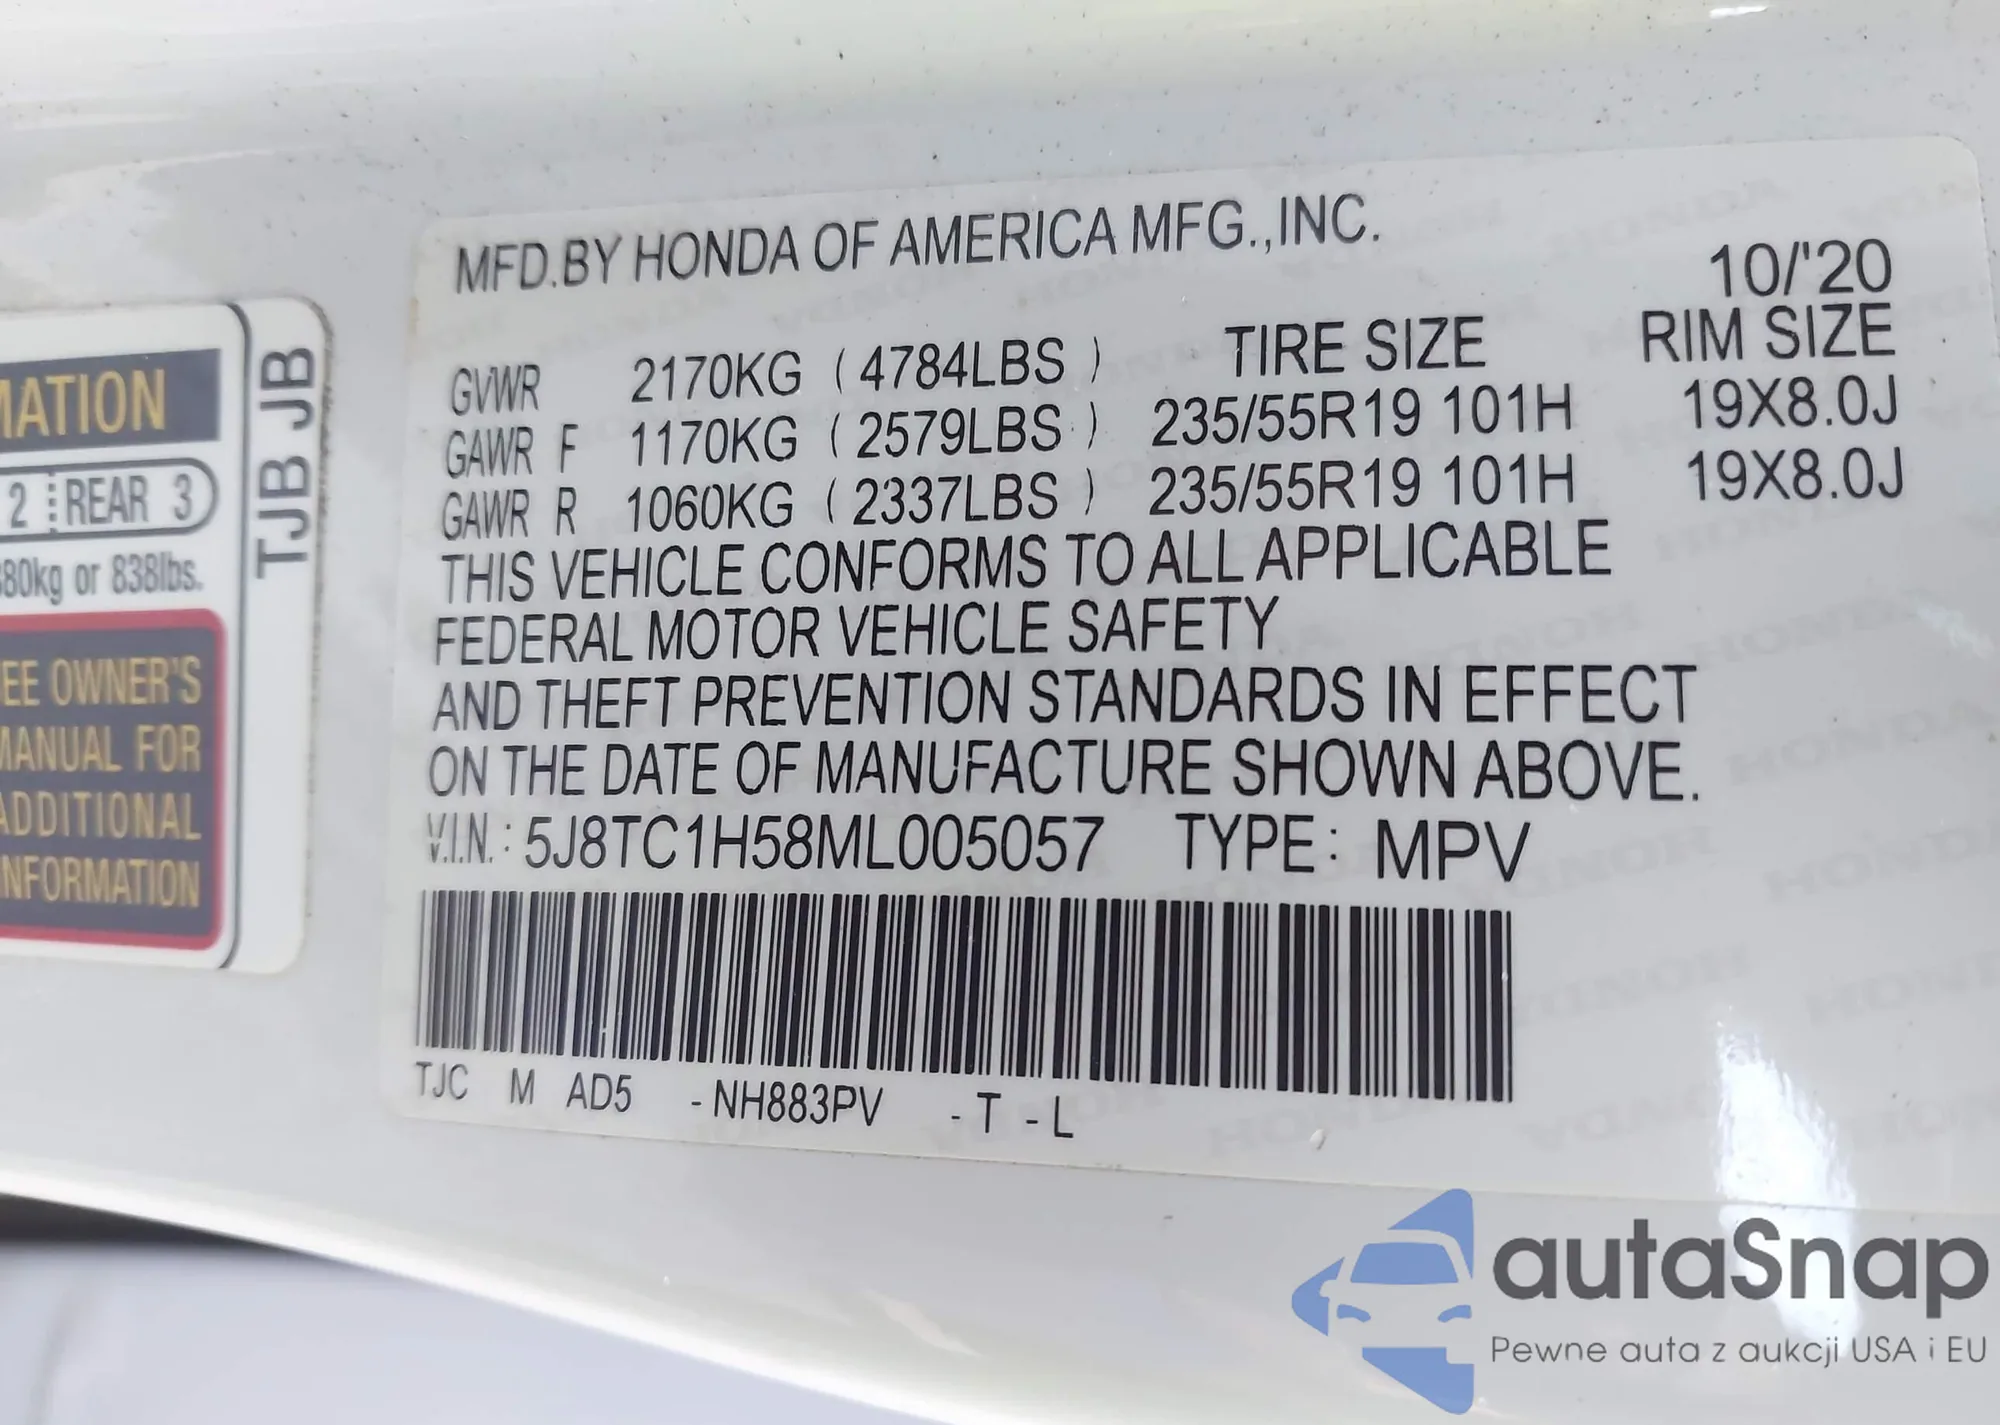 MATION
2 REAR 3
80kg or 838lbs.
EE OWNER'S
MANUAL FOR
ADDITIONAL
INFORMATION
TJB JB
MFD.BY HONDA OF AMERICA MFG.,INC.
10/'20
GVWR 2170KG ( 4784LBS ) TIRE SIZE RIM SIZE
GAWR F 1170KG ( 2579LBS ) 235/55R19 101H 19X8.0J
GAWR R 1060KG ( 2337LBS ) 235/55R19 101H 19X8.0J
THIS VEHICLE CONFORMS TO ALL APPLICABLE
FEDERAL MOTOR VEHICLE SAFETY
AND THEFT PREVENTION STANDARDS IN EFFECT
ON THE DATE OF MANUFACTURE SHOWN ABOVE.
V.I.N.: 5J8TC1H58ML005057 TYPE: MPV
TJC M AD5 -NH883PV -T -L
autaSnap
Pewne auta z aukcji USA i EU